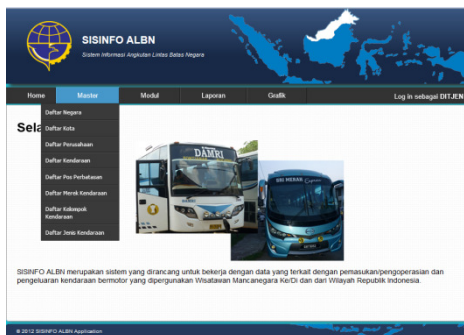 SISINFO ALBN
Sistem Informasi Angkutan Lintas Batas Negara
Home Master Modul Laporan Grafik Log in sebagai DITJEN
Daftar Negara
Sela
Daftar Kota
Daftar Perusahaan
Daftar Kendaraan
Daftar Pos Perbatasan
Daftar Merek Kendaraan
Daftar Kelompok
Kendaraan
Daftar Jenis Kendaraan
DAMRI
SRI MERAH
SISINFO ALBN merupakan sistem yang dirancang untuk bekerja dengan data yang terkait dengan pemasukan/pengoperasian dan
pengeluaran kendaraan bermotor yang dipergunakan Wisatawan Mancanegara Ke/Di dan dari Wilayah Republik Indonesia.
© 2012 SISINFO ALBN Application